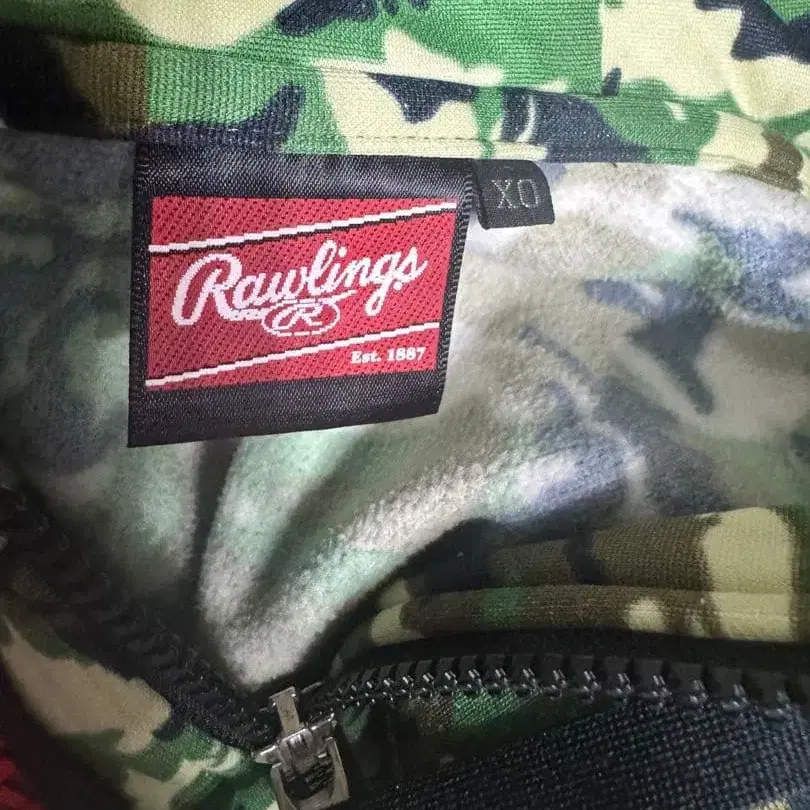 XO
Rawlings
R
Est. 1887